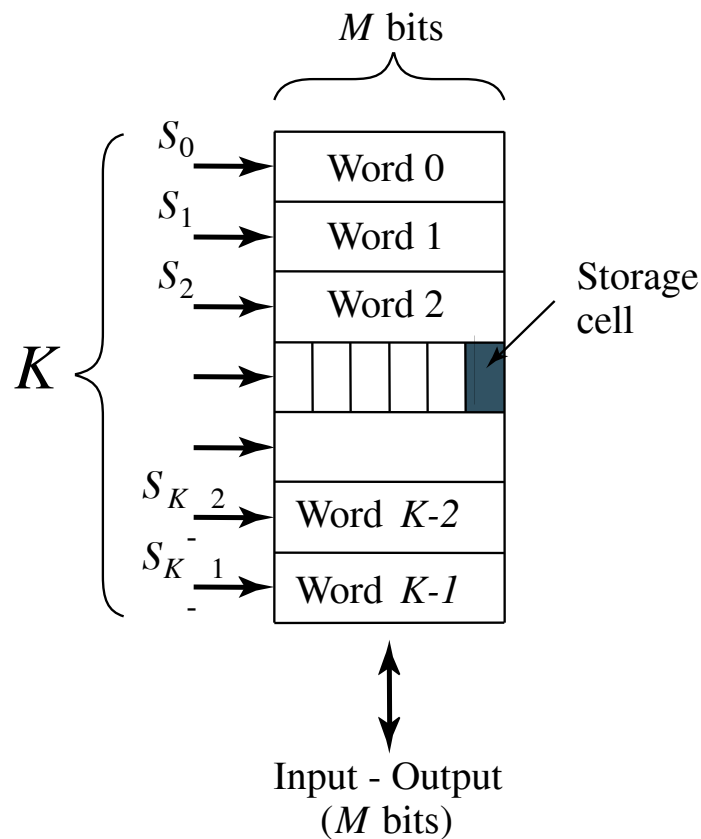 M bits
S0
Word 0
S1
Word 1
S2
Word 2
Storage
cell
K
SK-2
Word K-2
SK-1
Word K-1
Input - Output
(M bits)